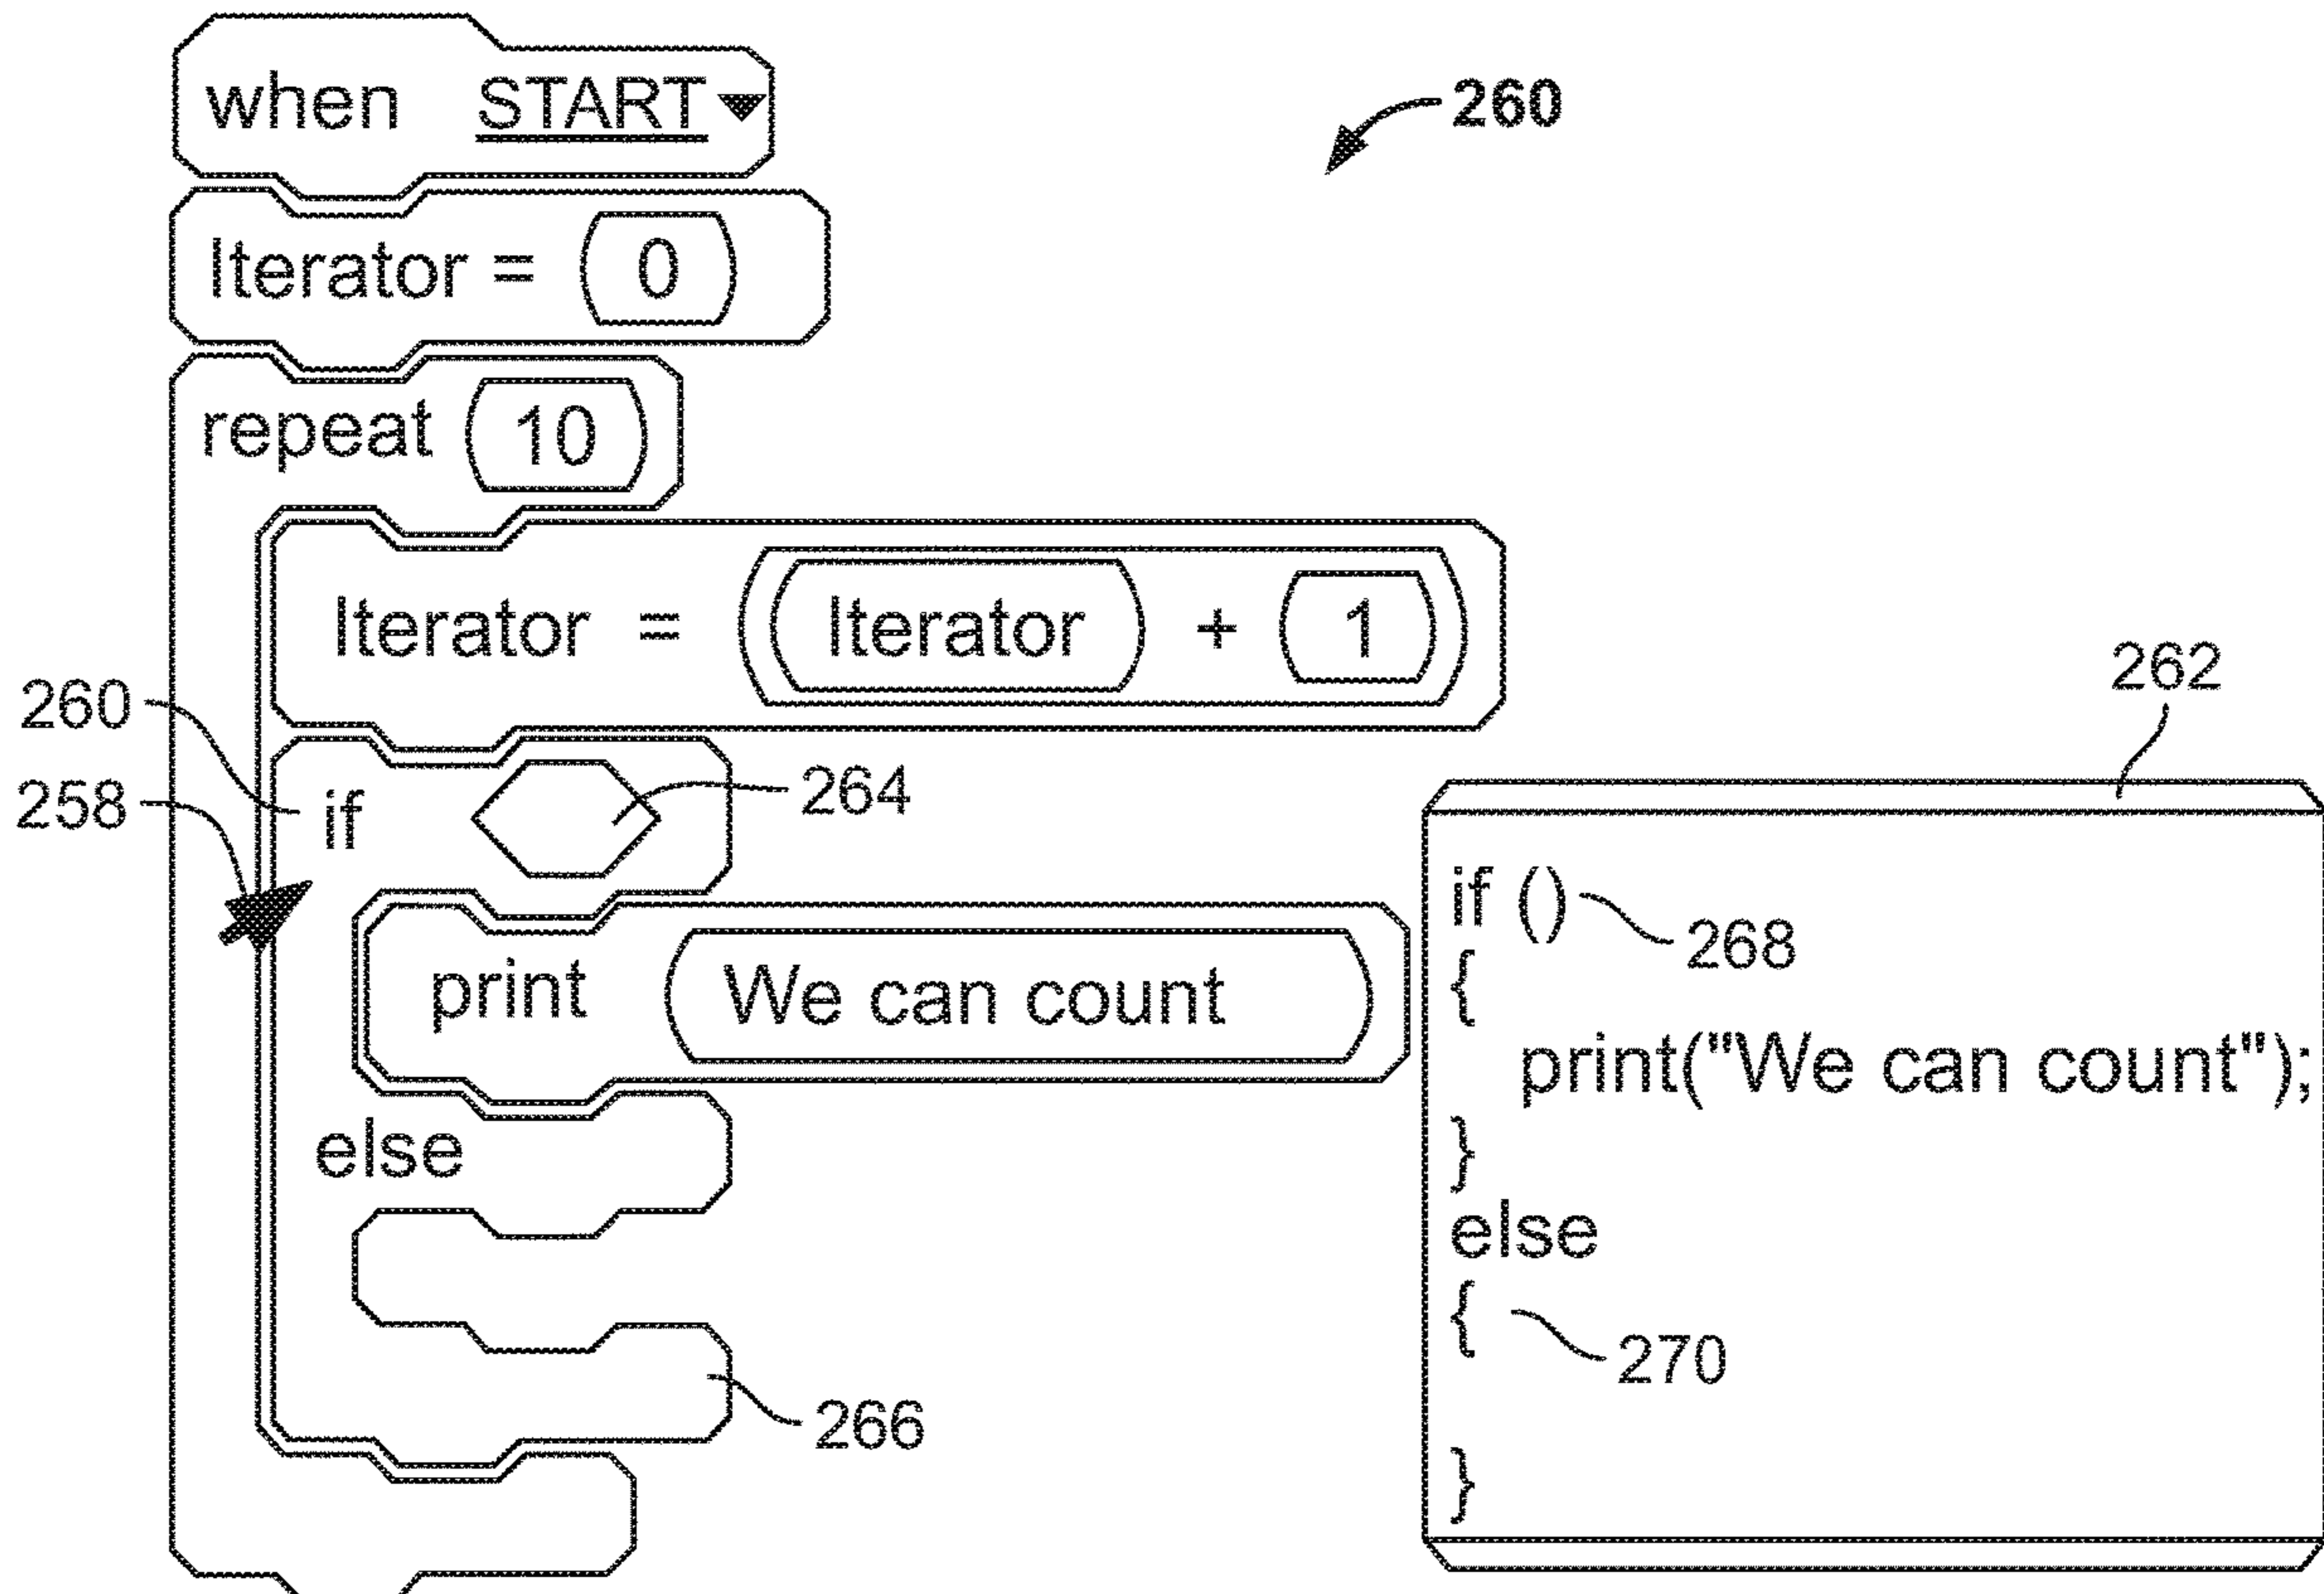 when START
260
Iterator = 0
repeat 10
Iterator = Iterator + 1
260
258
if
264
print We can count
else
266
262
if () 268
{
print("We can count");
}
else
{ 270
}